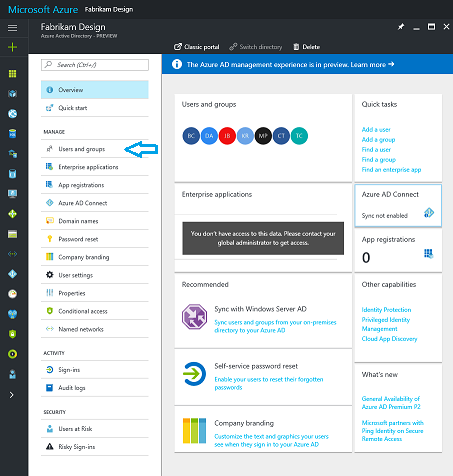 Microsoft Azure Fabrikam Design
Fabrikam Design
Azure Active Directory - PREVIEW
Classic portal Switch directory Delete
Search (Ctrl+/)
Overview
Quick start
MANAGE
Users and groups
Enterprise applications
App registrations
Azure AD Connect
Domain names
Password reset
Company branding
User settings
Properties
Conditional access
Named networks
ACTIVITY
Sign-ins
Audit logs
SECURITY
Users at Risk
Risky Sign-ins
The Azure AD management experience is in preview. Learn more
Users and groups
BC DA JB KR MP CT TC
Enterprise applications
You don't have access to this data. Please contact your
global administrator to get access.
Recommended
Sync with Windows Server AD
Sync users and groups from your on-premises
directory to your Azure AD
Self-service password reset
Enable your users to reset their forgotten
passwords
Company branding
Customize the text and graphics your users
see when they sign in to your Azure AD
Quick tasks
Add a user
Add a group
Find a user
Find a group
Find an enterprise app
Azure AD Connect
Sync not enabled
App registrations
0
Other capabilities
Identity Protection
Privileged Identity
Management
Cloud App Discovery
What's new
General Availability of
Azure AD Premium P2
Microsoft partners with
Ping Identity on Secure
Remote Access